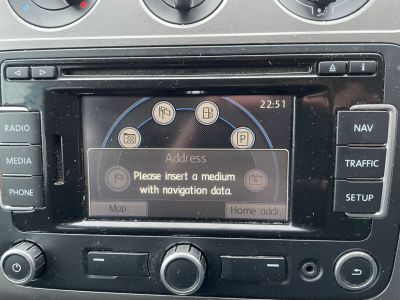 22:51
RADIO
MEDIA
PHONE
NAV
TRAFFIC
SETUP
P
Address
Please insert a medium
with navigation data.
Map
Home addr.
i